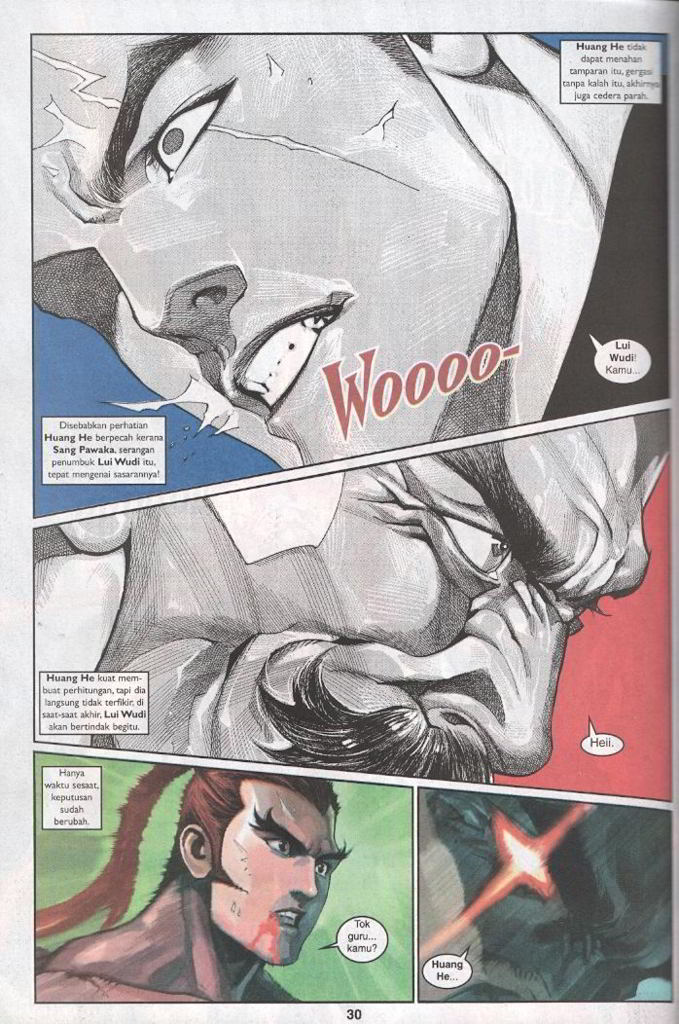 Huang He tidak
dapat menahan
tamparan itu, gergasi
tanpa kalah itu, akhirnya
juga cedera parah.
Lui
Wudi!
Kamu...
WOOOO-
Disebabkan perhatian
Huang He berpecah kerana
Sang Pawaka, serangan
penumbuk Lui Wudi itu,
tepat mengenai sasarannya!
Huang He kuat mem-
buat perhitungan, tapi dia
langsung tidak terfikir, di
saat-saat akhir, Lui Wudi
akan bertindak begitu.
Heii.
Hanya
waktu sesaat,
keputusan
sudah
berubah.
Tok
guru...
kamu?
Huang
He...
30